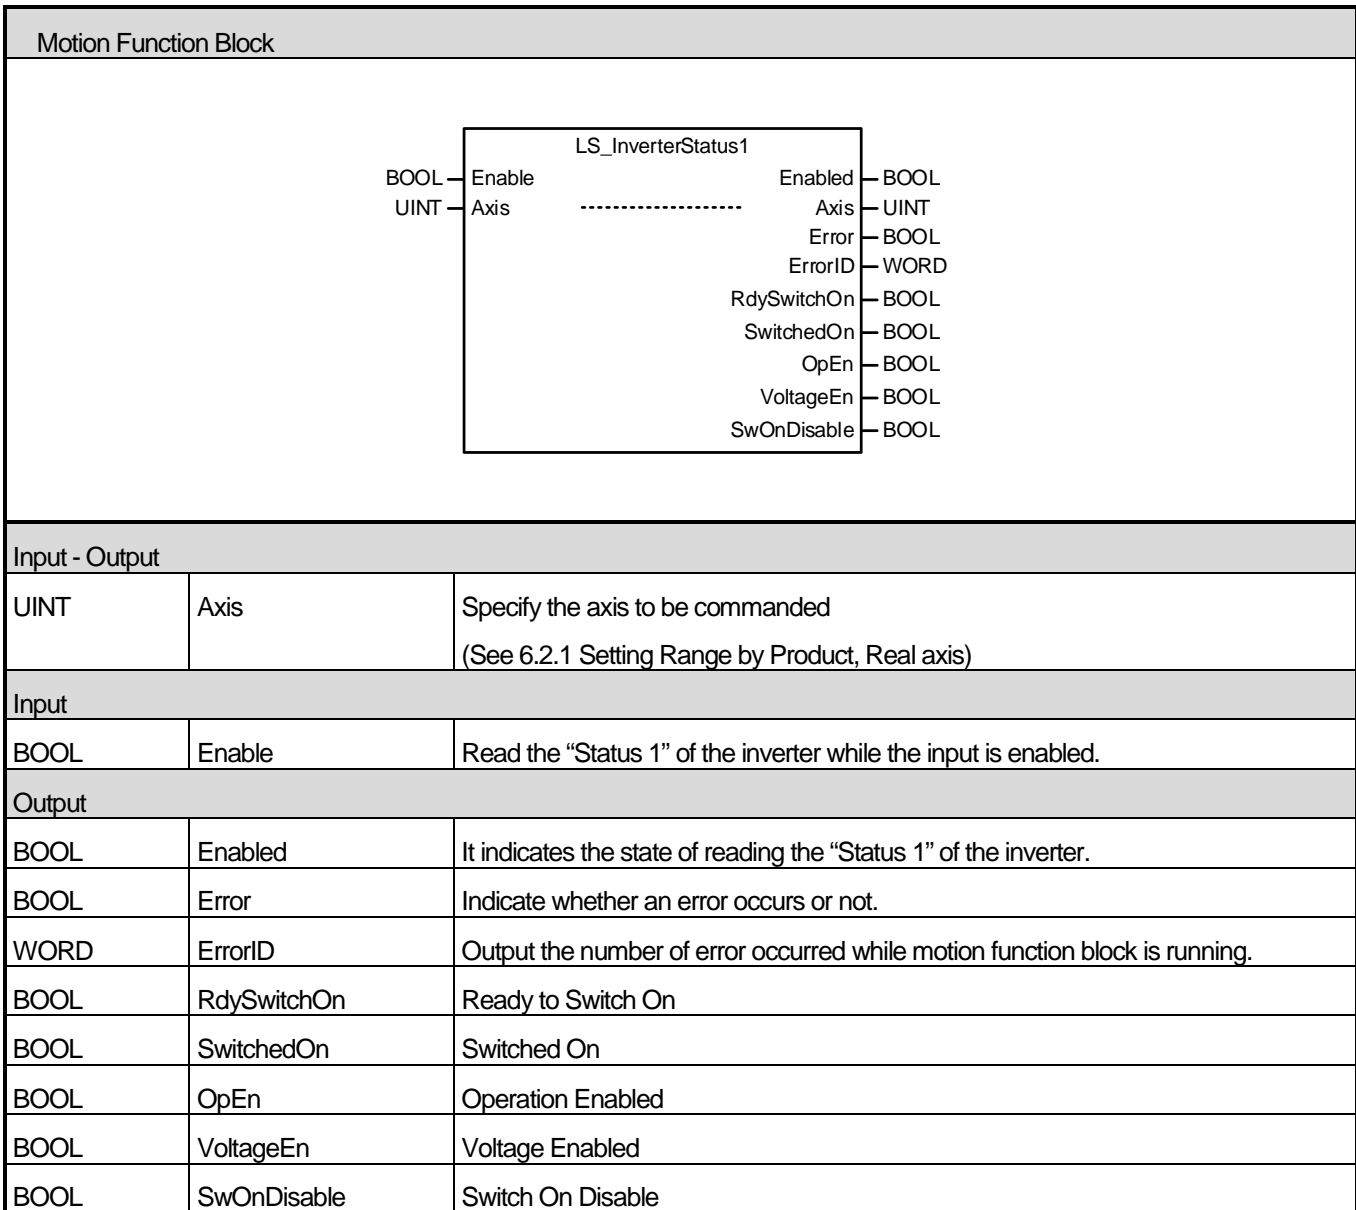 Motion Function Block
LS_InverterStatus1
BOOL Enable Enabled BOOL
UINT Axis Axis UINT
Error BOOL
ErrorID WORD
RdySwitchOn BOOL
SwitchedOn BOOL
OpEn BOOL
VoltageEn BOOL
SwOnDisable BOOL
Input - Output
UINT Axis Specify the axis to be commanded
(See 6.2.1 Setting Range by Product, Real axis)
Input
BOOL Enable Read the “Status 1” of the inverter while the input is enabled.
Output
BOOL Enabled It indicates the state of reading the “Status 1” of the inverter.
BOOL Error Indicate whether an error occurs or not.
WORD ErrorID Output the number of error occurred while motion function block is running.
BOOL RdySwitchOn Ready to Switch On
BOOL SwitchedOn Switched On
BOOL OpEn Operation Enabled
BOOL VoltageEn Voltage Enabled
BOOL SwOnDisable Switch On Disable